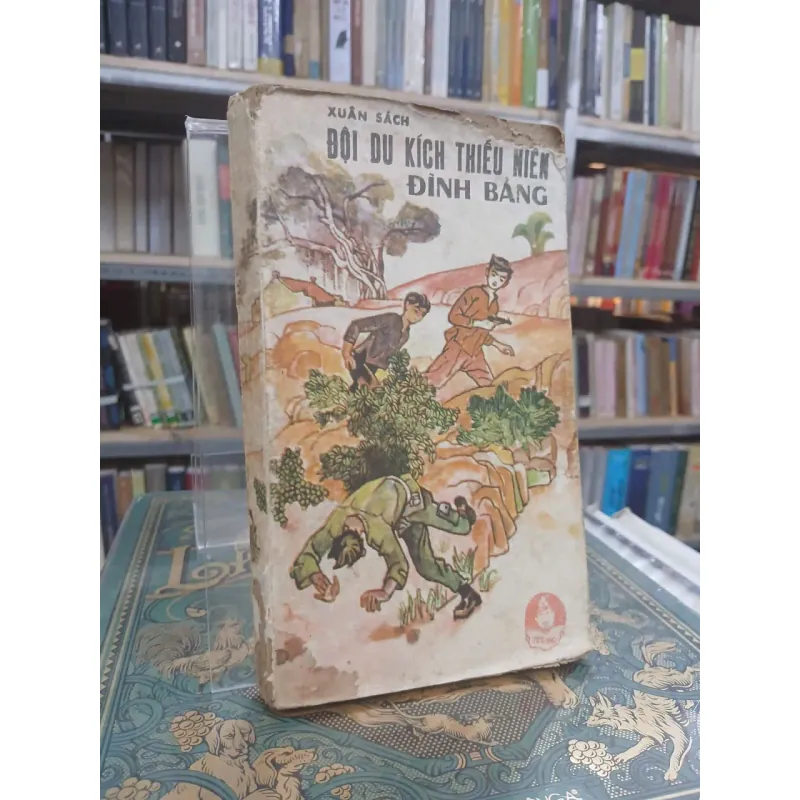 XUÂN SÁCH
ĐỘI DU KÍCH THIẾU NIÊN
ĐÌNH BẢNG